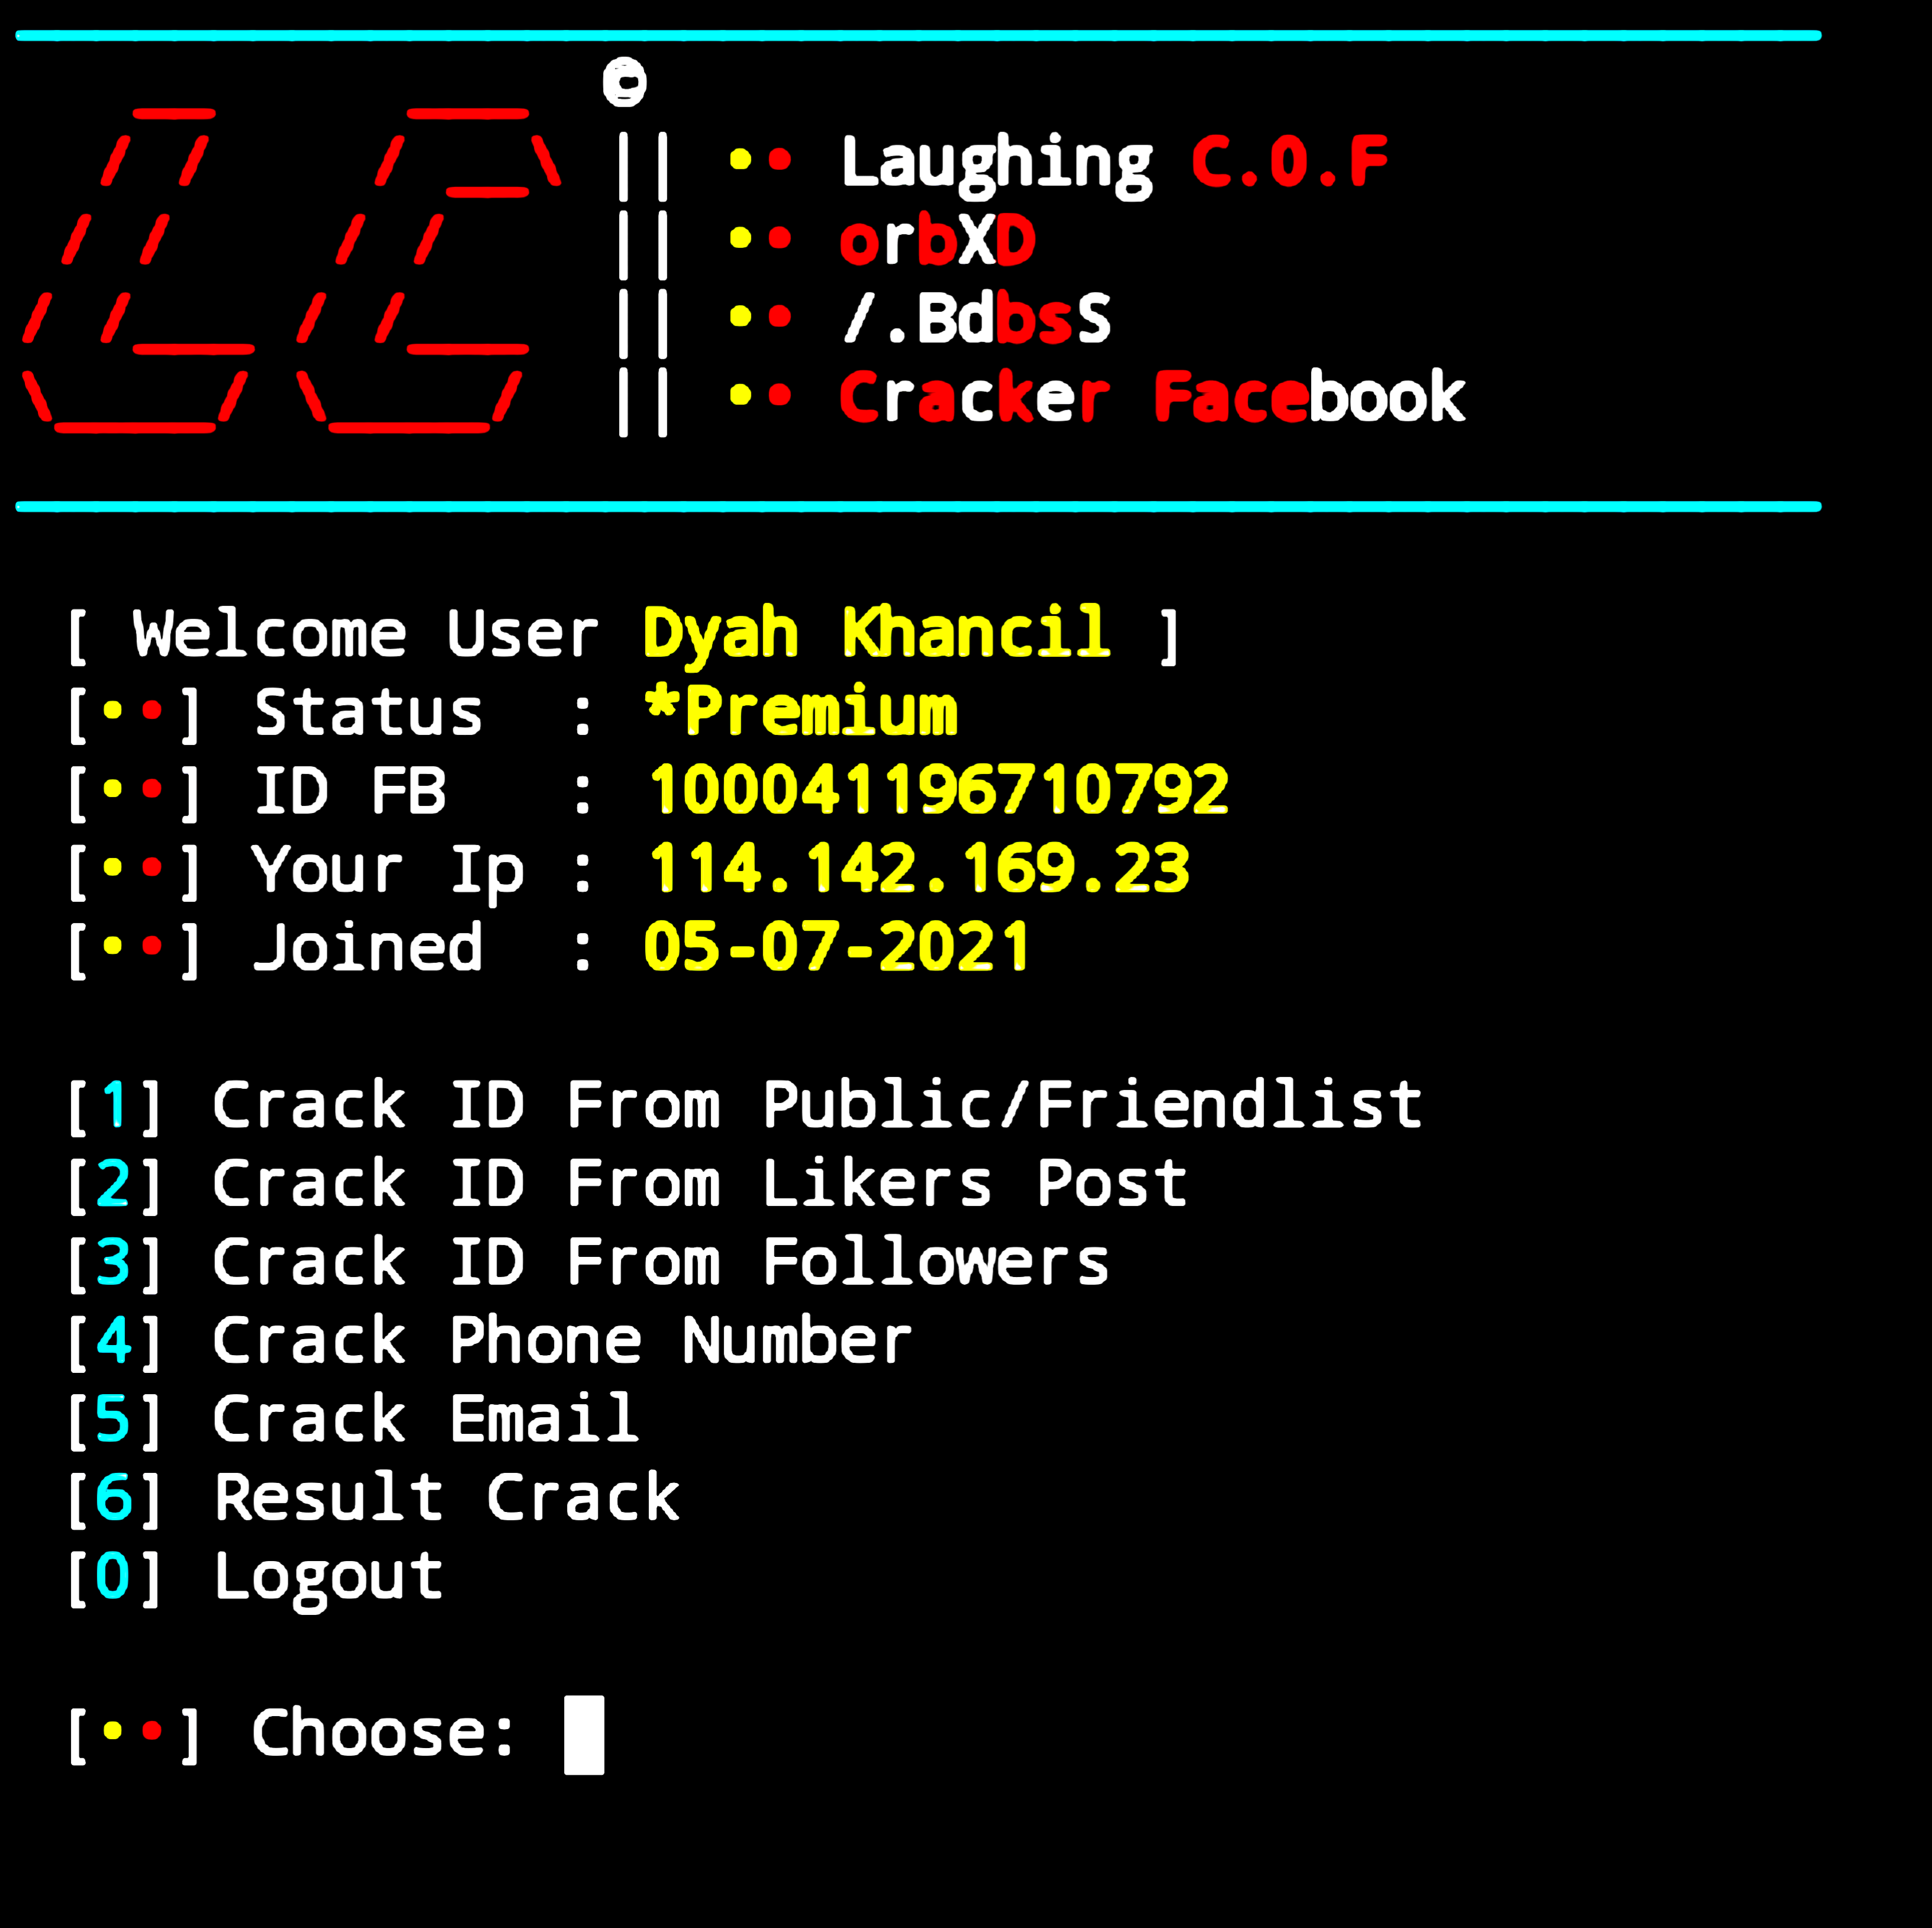 ©
•• Laughing C.O.F
•• orbXD
•• /.BdbsS
•• Cracker Facebook
[ Welcome User Dyah Khancil ]
[••] Status : *Premium
[••] ID FB : 100041196710792
[••] Your Ip : 114.142.169.23
[••] Joined : 05-07-2021
[1] Crack ID From Public/Friendlist
[2] Crack ID From Likers Post
[3] Crack ID From Followers
[4] Crack Phone Number
[5] Crack Email
[6] Result Crack
[0] Logout
[••] Choose: